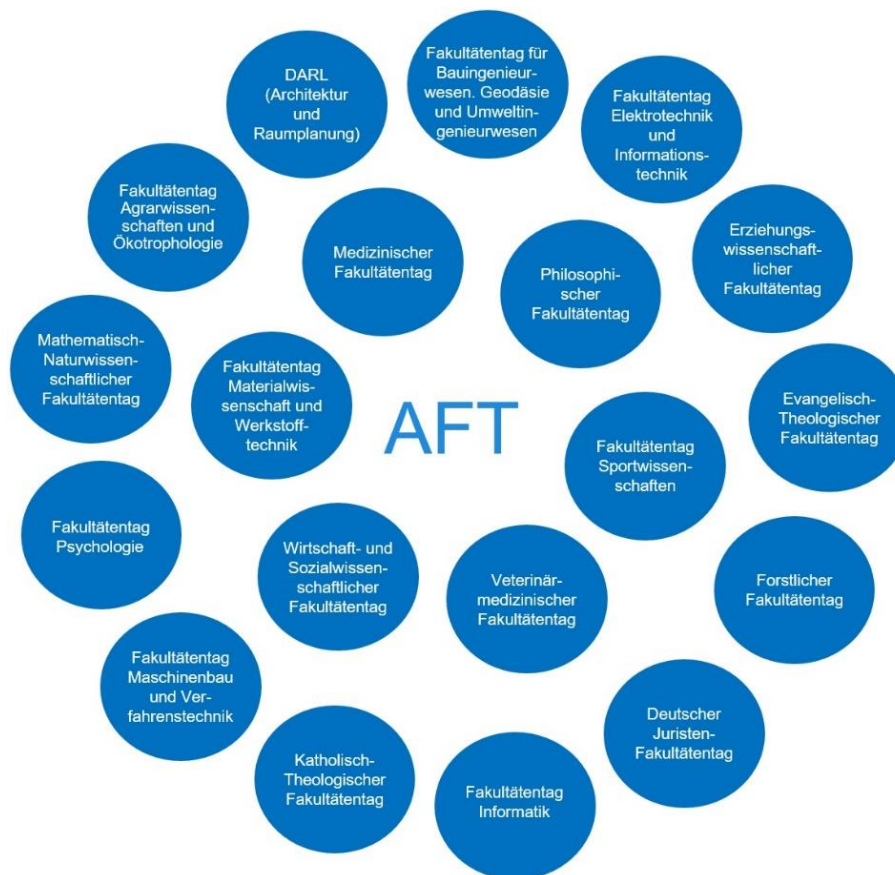 DARL
(Architektur
und
Raumplanung)
Fakultätentag für
Bauingenieur-
wesen. Geodäsie
und Umweltin-
genieurwesen
Fakultätentag
Elektrotechnik
und
Informations-
technik
Fakultätentag
Agrarwissen-
schaften und
Ökotrophologie
Medizinischer
Fakultätentag
Philosophi-
scher
Fakultätentag
Erziehungs-
wissenschaft-
licher
Fakultätentag
Mathematisch-
Naturwissen-
schaftlicher
Fakultätentag
Fakultätentag
Materialwis-
senschaft und
Werkstoff-
technik
AFT
Fakultätentag
Sportwissen-
schaften
Evangelisch-
Theologischer
Fakultätentag
Fakultätentag
Psychologie
Wirtschaft- und
Sozialwissen-
schaftlicher
Fakultätentag
Veterinär-
medizinischer
Fakultätentag
Forstlicher
Fakultätentag
Fakultätentag
Maschinenbau
und Ver-
fahrenstechnik
Katholisch-
Theologischer
Fakultätentag
Fakultätentag
Informatik
Deutscher
Juristen-
Fakultätentag